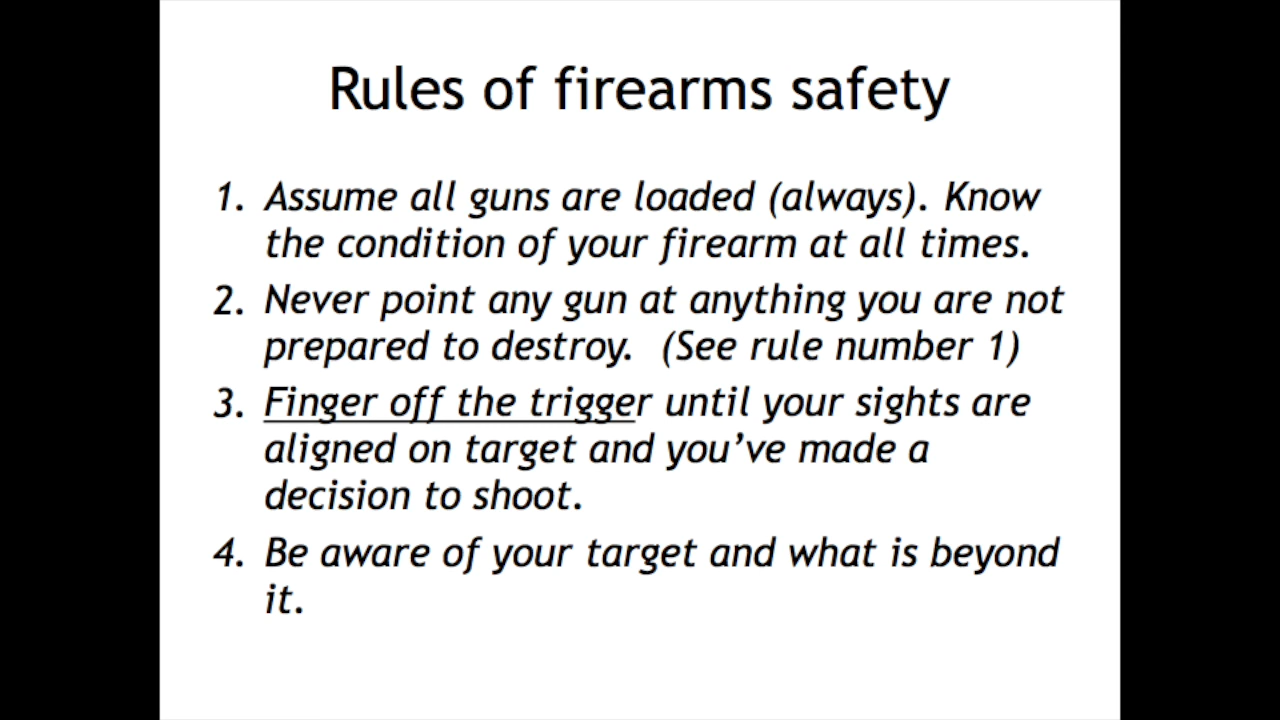 Rules of firearms safety
1. Assume all guns are loaded (always). Know
the condition of your firearm at all times.
2. Never point any gun at anything you are not
prepared to destroy.  (See rule number 1)
3. Finger off the trigger until your sights are
aligned on target and you’ve made a
decision to shoot.
4. Be aware of your target and what is beyond
it.